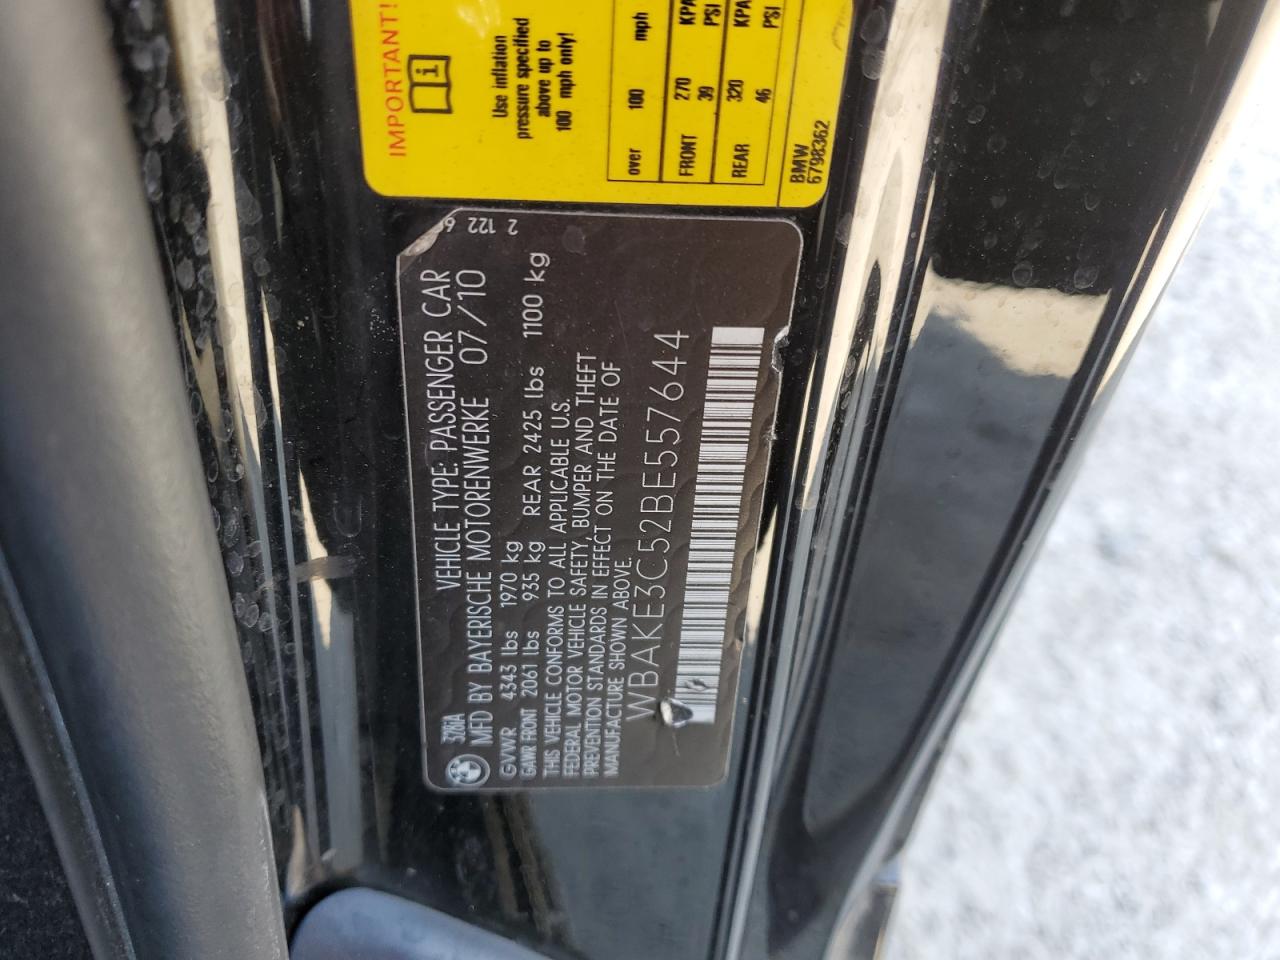 IMPORTANT!
Use inflation
pressure specified
above up to
100 mph only!
over 100 mph
FRONT 270 KPA
39 PSI
REAR 320 KPA
46 PSI
BMW
6798362
2 122
VEHICLE TYPE: PASSENGER CAR
MFD BY BAYERISCHE MOTORENWERKE 07/10
GVWR 4343 lbs 1970 kg
GAWR FRONT 2061 lbs 935 kg REAR 2425 lbs 1100 kg
THIS VEHICLE CONFORMS TO ALL APPLICABLE U.S.
FEDERAL MOTOR VEHICLE SAFETY, BUMPER AND THEFT
PREVENTION STANDARDS IN EFFECT ON THE DATE OF
MANUFACTURE SHOWN ABOVE.
WBAKE3C52BE557644